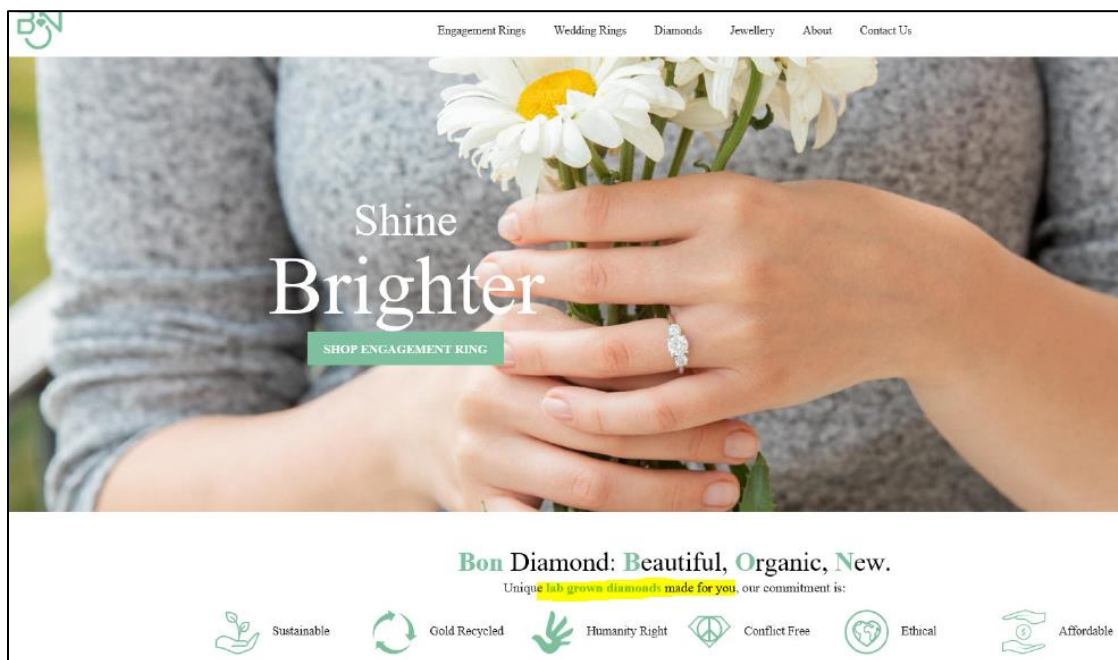 BON
Engagement Rings Wedding Rings Diamonds Jewellery About Contact Us
Shine
Brighter
SHOP ENGAGEMENT RING
Bon Diamond: Beautiful, Organic, New.
Unique lab grown diamonds made for you, our commitment is:
Sustainable Gold Recycled Humanity Right Conflict Free Ethical Affordable